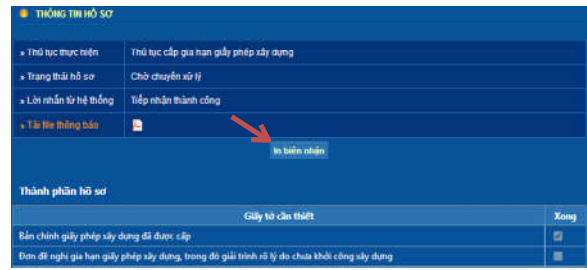 THÔNG TIN HỒ SƠ
» Thủ tục thực hiện Thủ tục cấp gia hạn giấy phép xây dựng
» Trạng thái hồ sơ Chờ chuyển xử lý
» Lời nhắn từ hệ thống Tiếp nhận thành công
» Tải file thông báo
In biên nhận
Thành phần hồ sơ
Giấy tờ cần thiết Xong
Bản chính giấy phép xây dựng đã được cấp
Đơn đề nghị gia hạn giấy phép xây dựng, trong đó giải trình rõ lý do chưa khởi công xây dựng